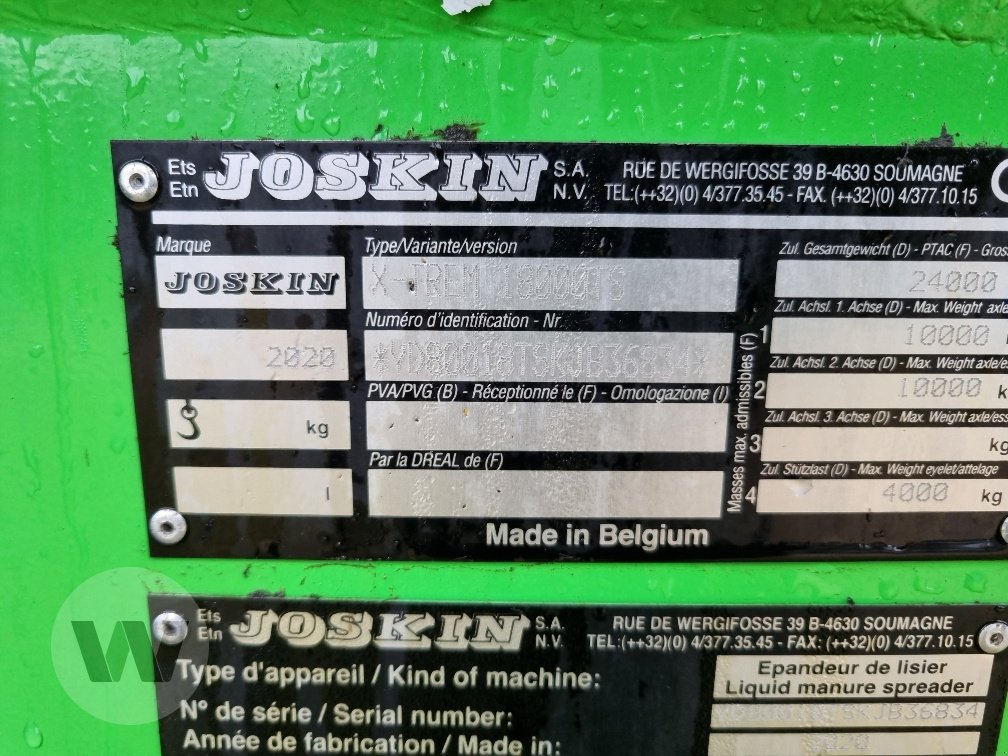 Ets JOSKIN S.A. RUE DE WERGIFOSSE 39 B-4630 SOUMAGNE
Etn N.V. TEL:(++32)(0) 4/377.35.45 - FAX. (++32)(0) 4/377.10.15
Marque Type/Variante/version Zul. Gesamtgewicht (D) - PTAC (F) - Gros
JOSKIN X-TREM 18000TS 24000
Numéro d'identification - Nr. Zul. Achsl. 1. Achse (D) - Max. Weight axle
2020 1 10000
PVA/PVG (B) - Réceptionné le (F) - Omologazione (I) Zul. Achsl. 2. Achse (D) - Max. Weight axle/es
kg 2 10000 k
Zul. Achsl. 3. Achse (D) - Max. Weight axle/ess
Masses max. admissibles (F)
3 kg
Par la DREAL de (F) Zul. Stützlast (D) - Max. Weight eyelet/attelage
l 4 4000 kg
Made in Belgium
Ets JOSKIN S.A. RUE DE WERGIFOSSE 39 B-4630 SOUMAGNE
Etn N.V. TEL:(++32)(0) 4/377.35.45 - FAX: (++32)(0) 4/377.10.15
Type d'appareil / Kind of machine: Epandeur de lisier
Liquid manure spreader
N° de série / Serial number: SKJB36834
Année de fabrication / Made in: 2020
W